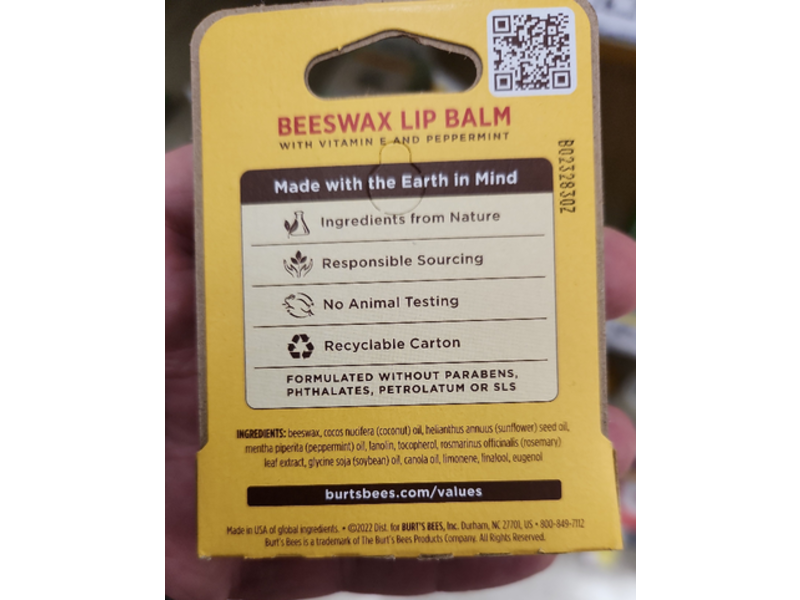 BEESWAX LIP BALM
WITH VITAMIN E AND PEPPERMINT
B0232830Z
Made with the Earth in Mind
Ingredients from Nature
Responsible Sourcing
No Animal Testing
Recyclable Carton
FORMULATED WITHOUT PARABENS,
PHTHALATES, PETROLATUM OR SLS
INGREDIENTS: beeswax, cocos nucifera (coconut) oil, helianthus annuus (sunflower) seed oil,
mentha piperita (peppermint) oil, lanolin, tocopherol, rosmarinus officinalis (rosemary)
leaf extract, glycine soja (soybean) oil, canola oil, limonene, linalool, eugenol
burtsbees.com/values
Made in USA of global ingredients. • ©2022 Dist. for BURT'S BEES, Inc. Durham, NC 27701, US • 800-849-7112
Burt's Bees is a trademark of The Burt's Bees Products Company. All Rights Reserved.